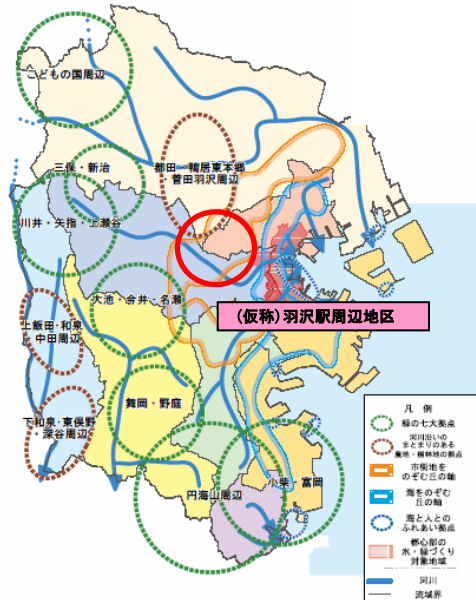 こどもの国周辺
三保・新治
都田－鴨居東本郷
菅田羽沢周辺
川井・矢指・上瀬谷
大池・今井・名瀬
(仮称)羽沢駅周辺地区
上飯田・和泉
中田周辺
舞岡・野庭
下和泉・東俣野
・深谷周辺
小柴・富岡
円海山周辺
凡 例
緑の七大拠点
河川沿いの
まとまりのある
農地・樹林地の拠点
市街地を
のぞむ丘の軸
海をのぞむ
丘の軸
海と人との
ふれあい拠点
都心部の
水・緑づくり
対象地域
河川
流域界